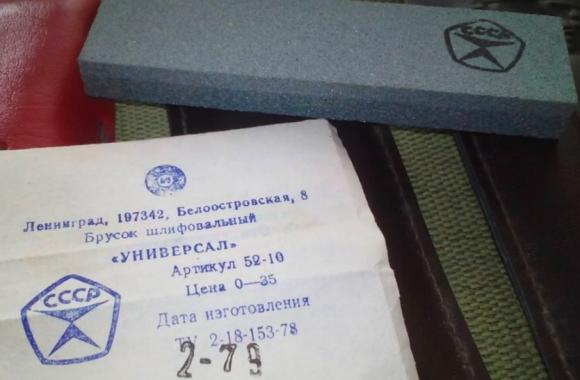 СССР
Ленинград, 197342, Белоостровская, 8
Брусок шлифовальный
«УНИВЕРСАЛ»
Артикул 52-10
Цена 0—35
Дата изготовления
ТУ 2-18-153-78
2-79
СССР